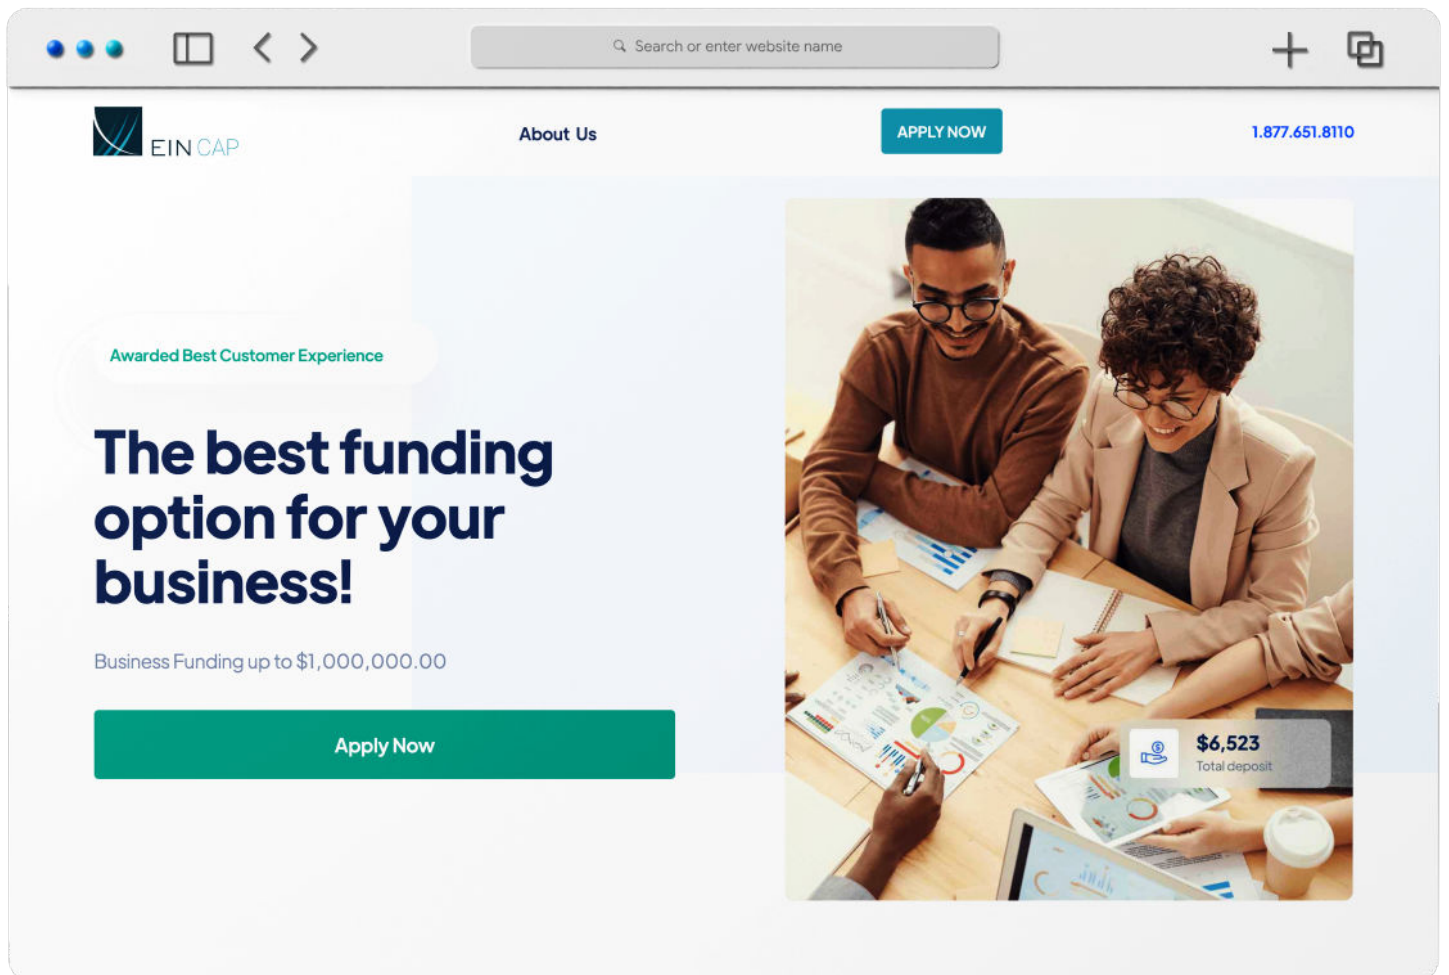 Search or enter website name
EIN CAP
About Us
APPLY NOW
1.877.651.8110
Awarded Best Customer Experience
The best funding
option for your
business!
Business Funding up to $1,000,000.00
Apply Now
$6,523
Total deposit